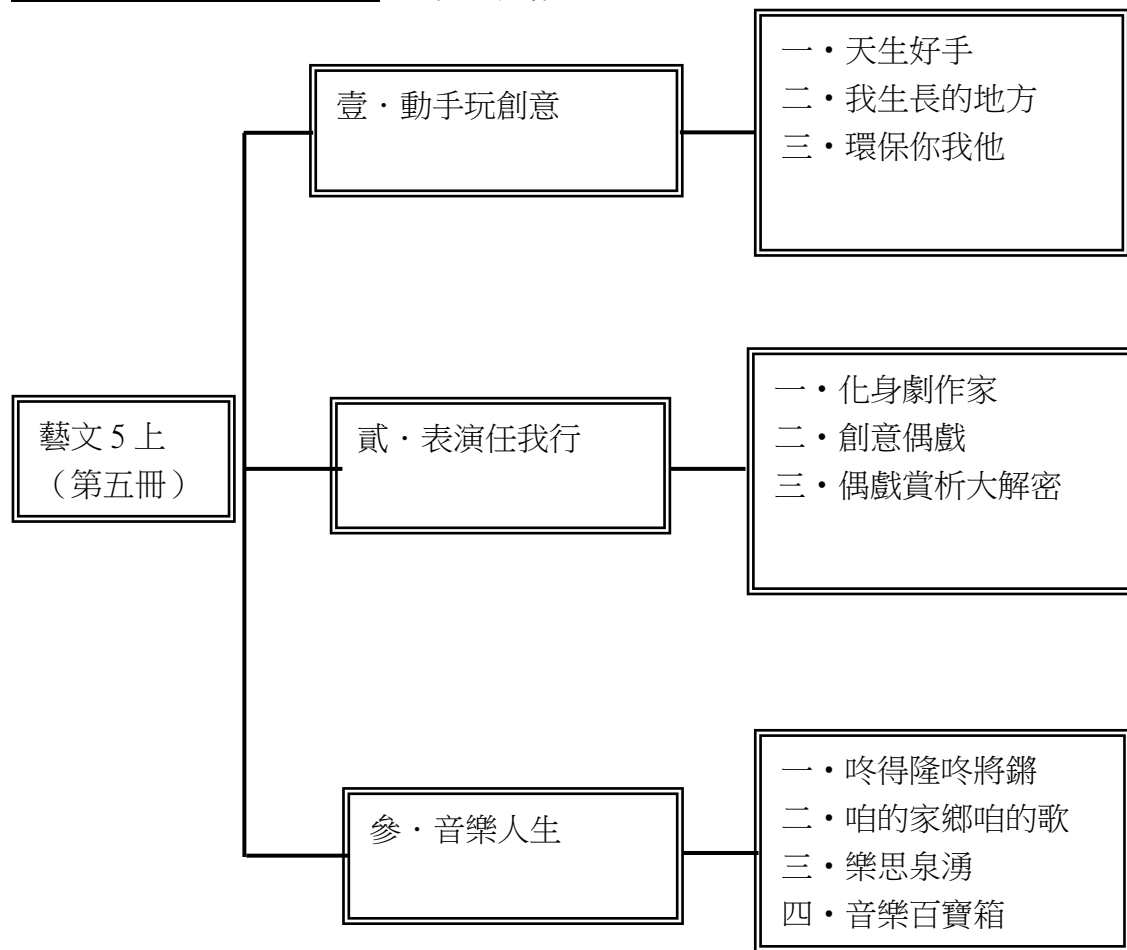 壹．動手玩創意
一・天生好手
二・我生長的地方
三・環保你我他
藝文 5 上
（第五冊）
貳．表演任我行
一・化身劇作家
二・創意偶戲
三・偶戲賞析大解密
參．音樂人生
一・咚得隆咚將鏘
二・咱的家鄉咱的歌
三・樂思泉湧
四・音樂百寶箱